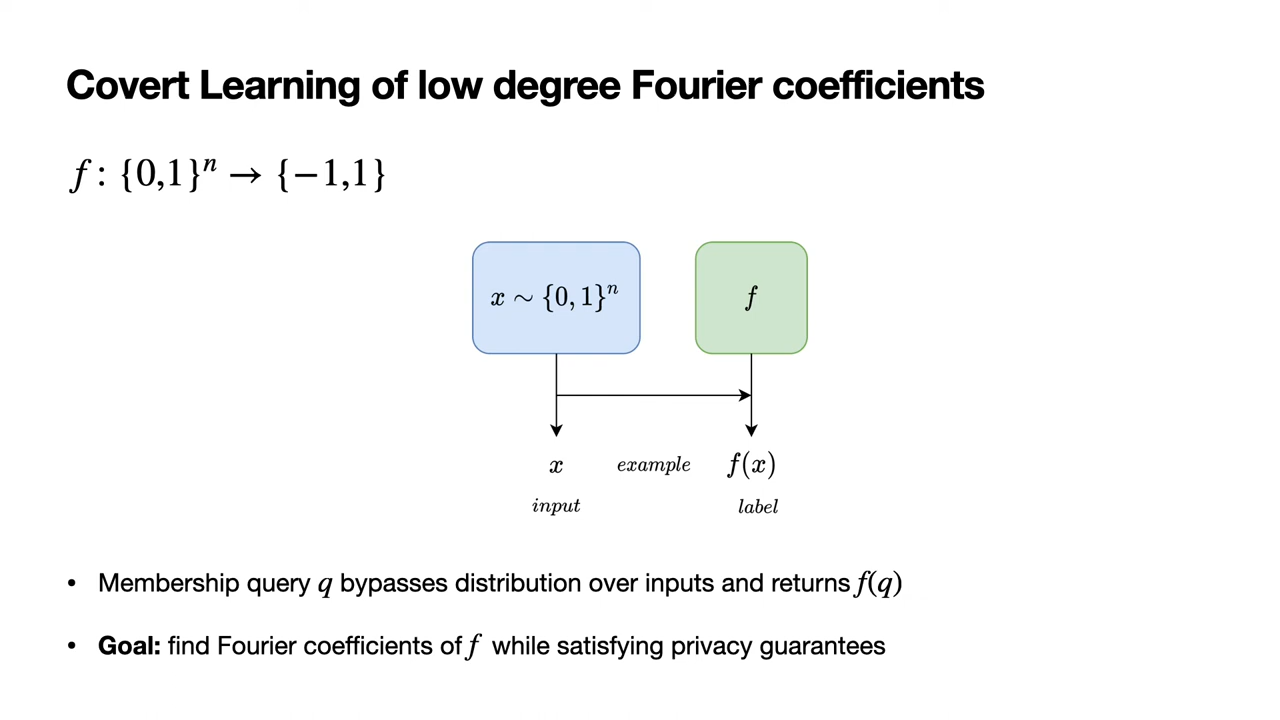 Covert Learning of low degree Fourier coefficients
f : {0,1}ⁿ → {−1,1}
x ∼ {0, 1}ⁿ
f
x example f(x)
input label
• Membership query q bypasses distribution over inputs and returns f(q)
• Goal: find Fourier coefficients of f while satisfying privacy guarantees